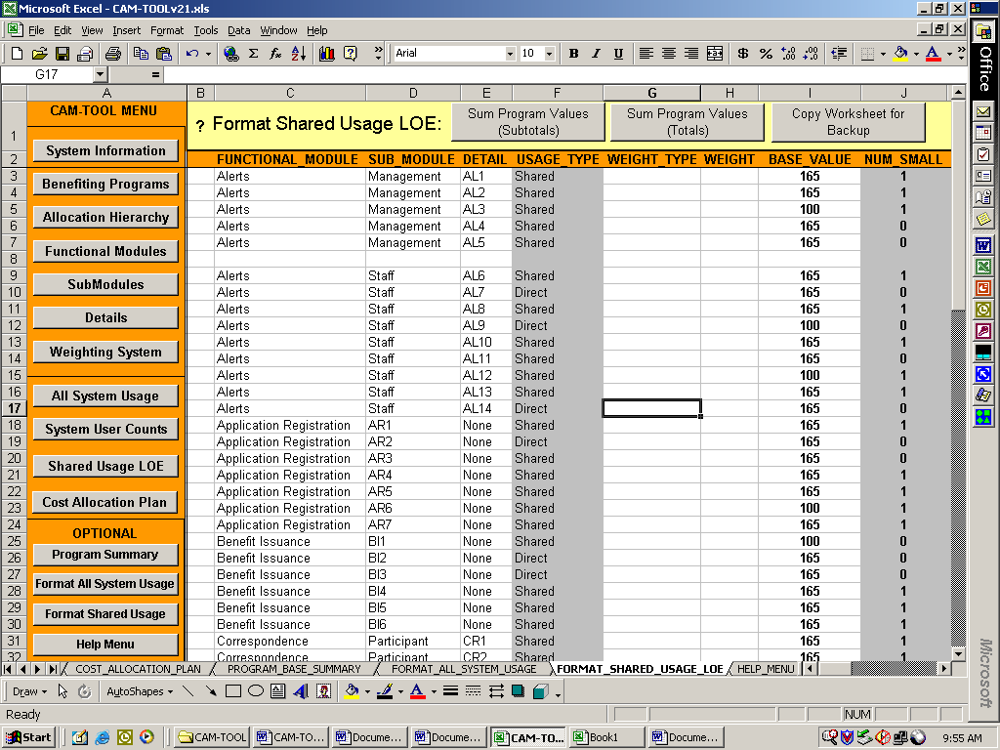 Microsoft Excel - CAM-TOOLv21.xls
File Edit View Insert Format Tools Data Window Help
Arial 10 B I U $ % Office
G17 =
A B C D E F G H I J
CAM-TOOL MENU
1 ? Format Shared Usage LOE: Sum Program Values (Subtotals) Sum Program Values (Totals) Copy Worksheet for Backup
System Information
2 FUNCTIONAL_MODULE SUB_MODULE DETAIL USAGE_TYPE WEIGHT_TYPE WEIGHT BASE_VALUE NUM_SMALL
3 Benefiting Programs Alerts Management AL1 Shared 165 1
4 Alerts Management AL2 Shared 165 1
5 Allocation Hierarchy Alerts Management AL3 Shared 100 1
6 Alerts Management AL4 Shared 165 0
7 Functional Modules Alerts Management AL5 Shared 165 0
8
9 SubModules Alerts Staff AL6 Shared 165 1
10 Alerts Staff AL7 Direct 165 0
11 Details Alerts Staff AL8 Shared 165 1
12 Alerts Staff AL9 Direct 100 0
13 Weighting System Alerts Staff AL10 Shared 165 1
14 Alerts Staff AL11 Shared 165 1
15 Alerts Staff AL12 Shared 100 1
16 All System Usage Alerts Staff AL13 Shared 165 1
17 Alerts Staff AL14 Direct 165 0
18 System User Counts Application Registration AR1 None Shared 165 1
19 Application Registration AR2 None Direct 165 0
20 Shared Usage LOE Application Registration AR3 None Shared 165 1
21 Application Registration AR4 None Shared 165 1
22 Application Registration AR5 None Shared 165 1
23 Cost Allocation Plan Application Registration AR6 None Shared 100 1
24 OPTIONAL Application Registration AR7 None Shared 165 1
25 Program Summary Benefit Issuance BI1 None Shared 100 0
26 Benefit Issuance BI2 None Direct 165 0
27 Format All System Usage Benefit Issuance BI3 None Direct 165 0
28 Benefit Issuance BI4 None Shared 165 1
29 Format Shared Usage Benefit Issuance BI5 None Shared 165 1
30 Benefit Issuance BI6 None Shared 165 1
31 Help Menu Correspondence Participant CR1 Shared 165 1
32 Correspondence Participant CR2 Shared 165 1
COST_ALLOCATION_PLAN PROGRAM_BASE_SUMMARY FORMAT_ALL_SYSTEM_USAGE FORMAT_SHARED_USAGE_LOE HELP_MENU
Draw AutoShapes A Microsoft
Ready NUM
Start CAM-TOOL CAM-TO... Docume... Docume... CAM-TO... Book1 Docume... 9:55 AM